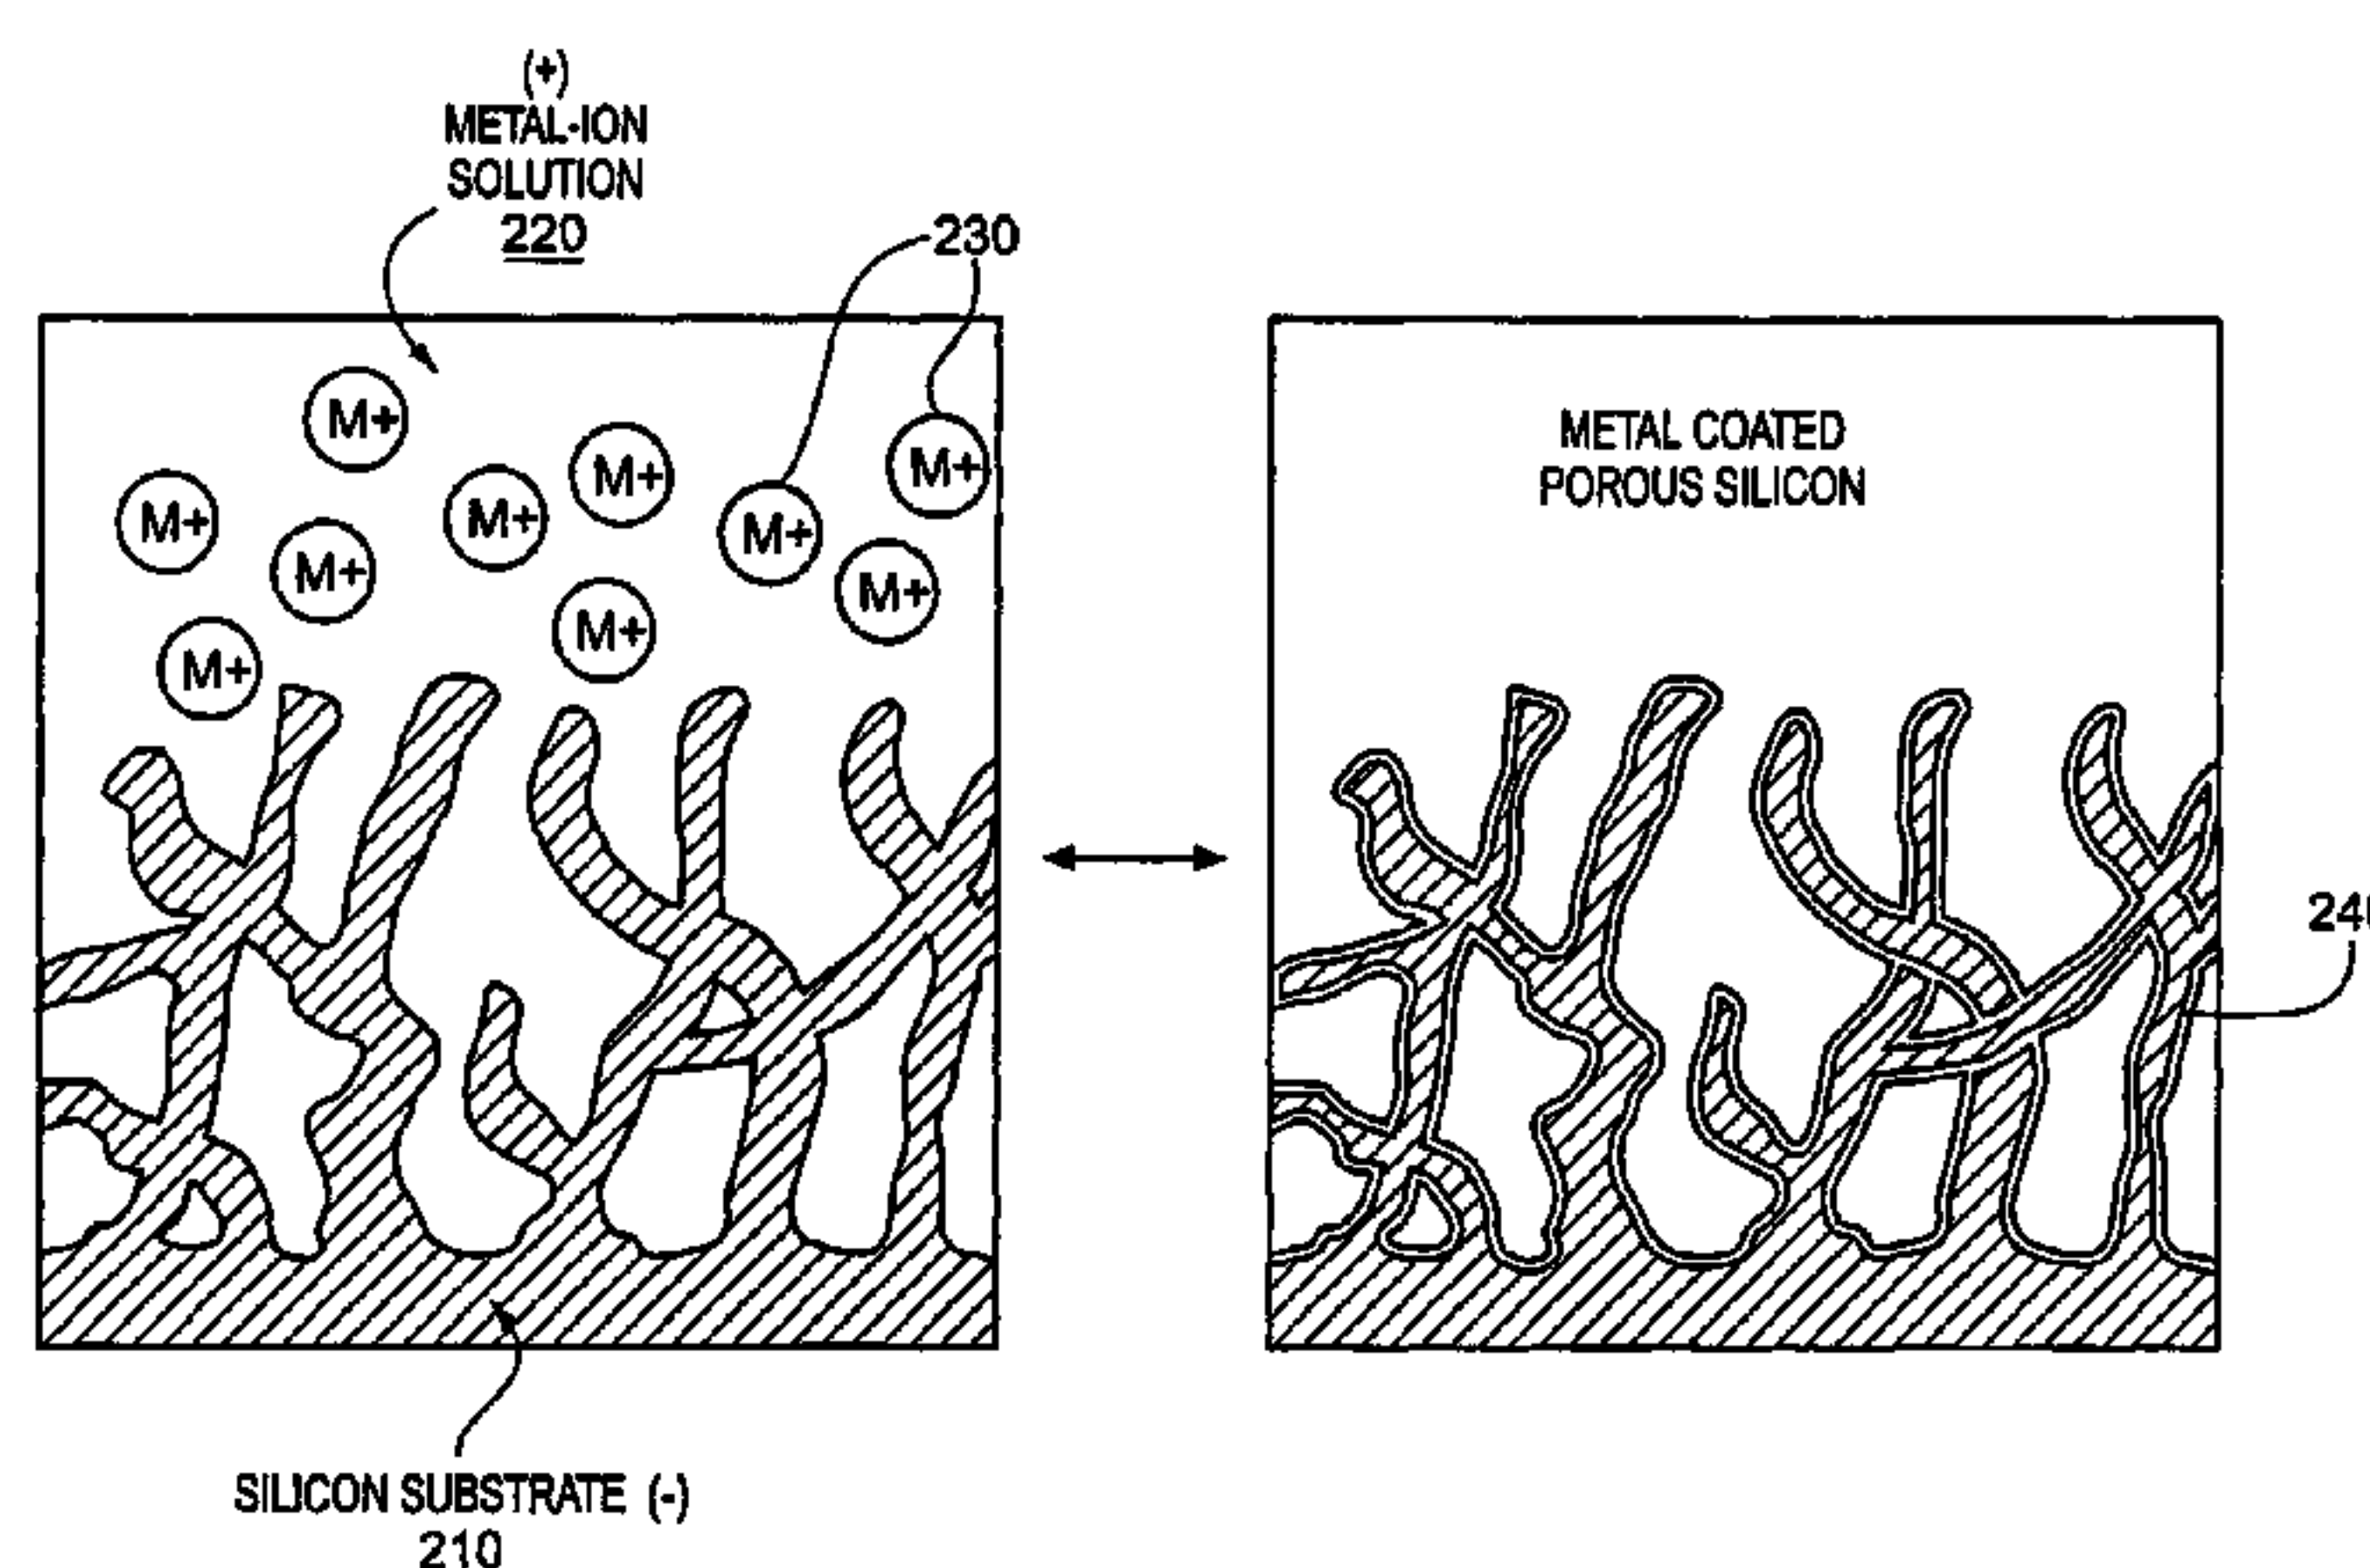 (+)
METAL-ION
SOLUTION
220
230
M+
M+
M+
M+
M+
M+
M+
M+
M+
M+
SILICON SUBSTRATE (-)
210
METAL COATED
POROUS SILICON